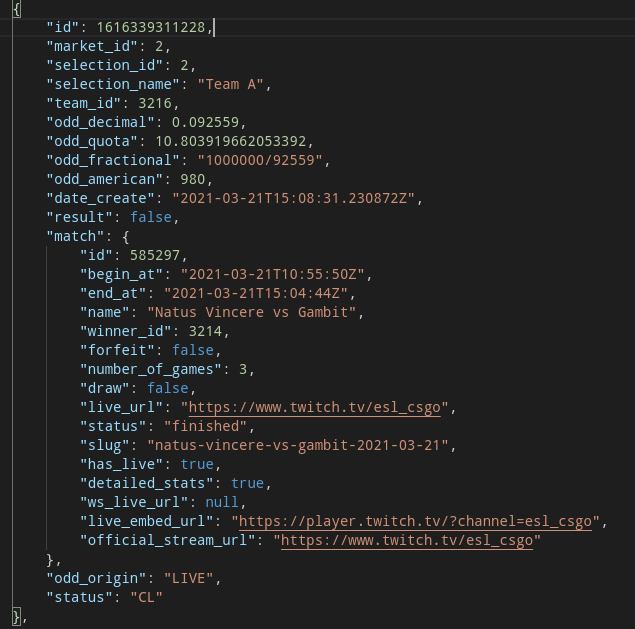 {
"id": 1616339311228,
"market_id": 2,
"selection_id": 2,
"selection_name": "Team A",
"team_id": 3216,
"odd_decimal": 0.092559,
"odd_quota": 10.803919662053392,
"odd_fractional": "1000000/92559",
"odd_american": 980,
"date_create": "2021-03-21T15:08:31.230872Z",
"result": false,
"match": {
"id": 585297,
"begin_at": "2021-03-21T10:55:50Z",
"end_at": "2021-03-21T15:04:44Z",
"name": "Natus Vincere vs Gambit",
"winner_id": 3214,
"forfeit": false,
"number_of_games": 3,
"draw": false,
"live_url": "https://www.twitch.tv/esl_csgo",
"status": "finished",
"slug": "natus-vincere-vs-gambit-2021-03-21",
"has_live": true,
"detailed_stats": true,
"ws_live_url": null,
"live_embed_url": "https://player.twitch.tv/?channel=esl_csgo",
"official_stream_url": "https://www.twitch.tv/esl_csgo"
},
"odd_origin": "LIVE",
"status": "CL"
},